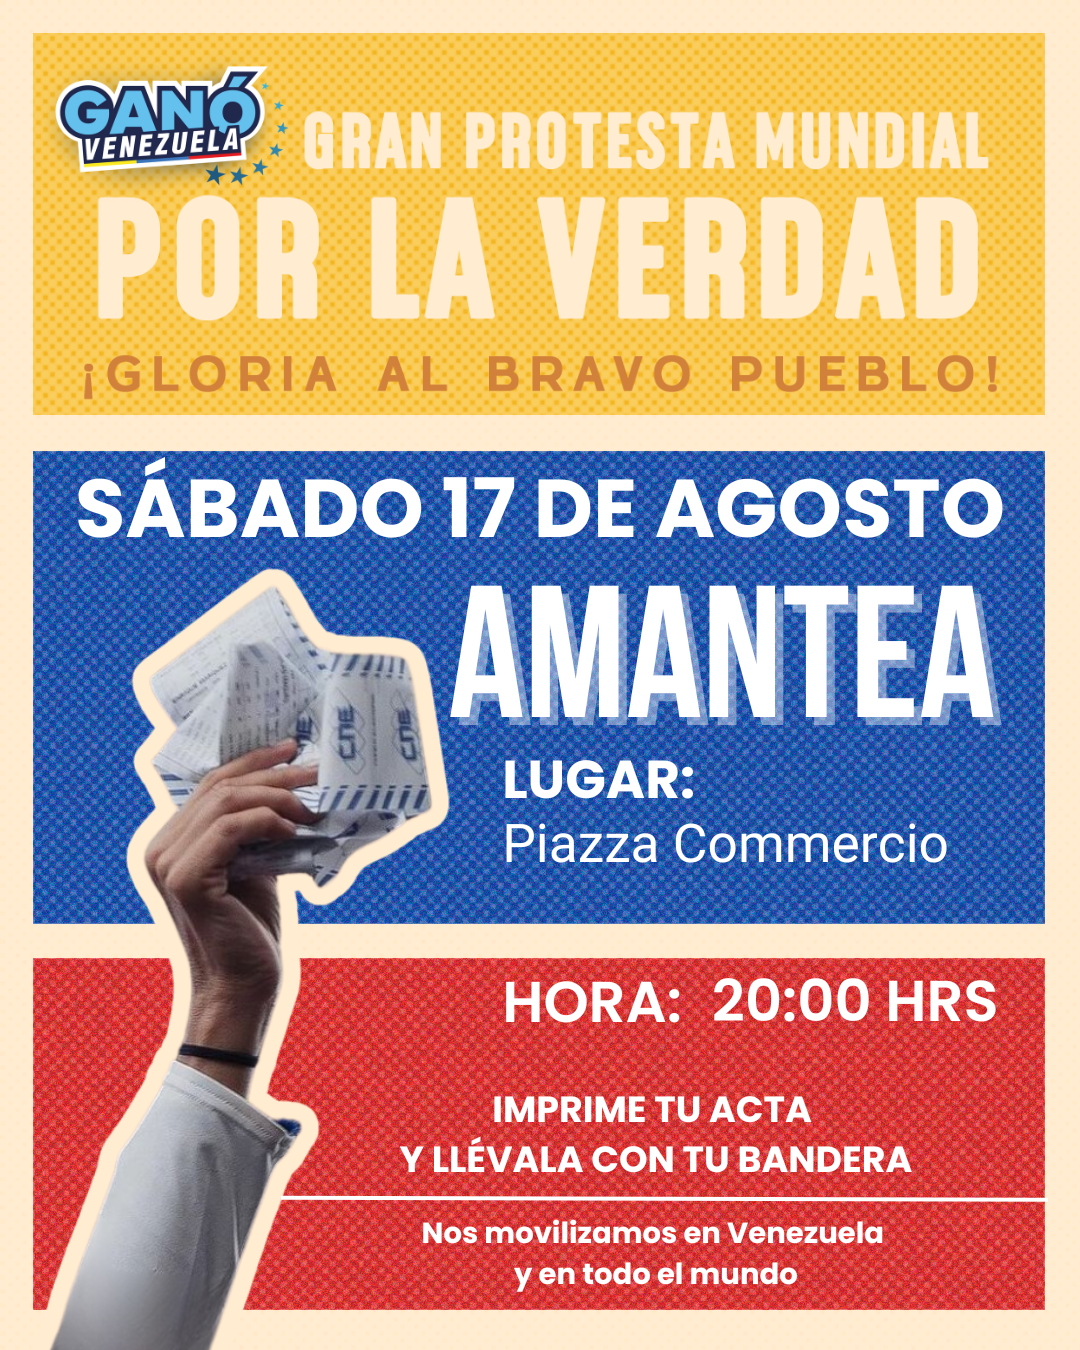 GANÓ
VENEZUELA
GRAN PROTESTA MUNDIAL
POR LA VERDAD
¡GLORIA AL BRAVO PUEBLO!
SÁBADO 17 DE AGOSTO
AMANTEA
LUGAR:
Piazza Commercio
CNE
CNE
HORA: 20:00 HRS
IMPRIME TU ACTA
Y LLÉVALA CON TU BANDERA
Nos movilizamos en Venezuela
y en todo el mundo